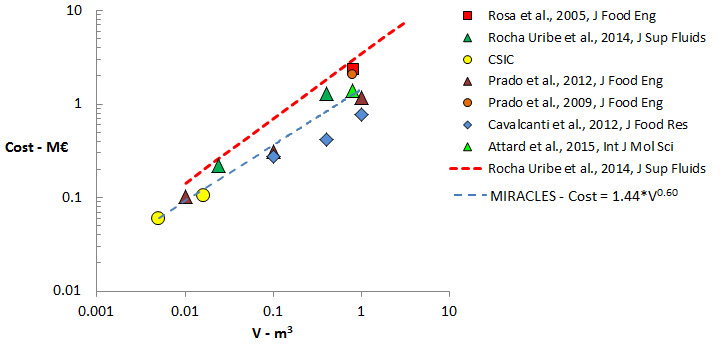 10
1
0.1
0.01
Cost - M€
0.001
0.01
0.1
1
10
V - m³
Rosa et al., 2005, J Food Eng
Rocha Uribe et al., 2014, J Sup Fluids
CSIC
Prado et al., 2012, J Food Eng
Prado et al., 2009, J Food Eng
Cavalcanti et al., 2012, J Food Res
Attard et al., 2015, Int J Mol Sci
Rocha Uribe et al., 2014, J Sup Fluids
MIRACLES - Cost = 1.44*V⁰·⁶⁰